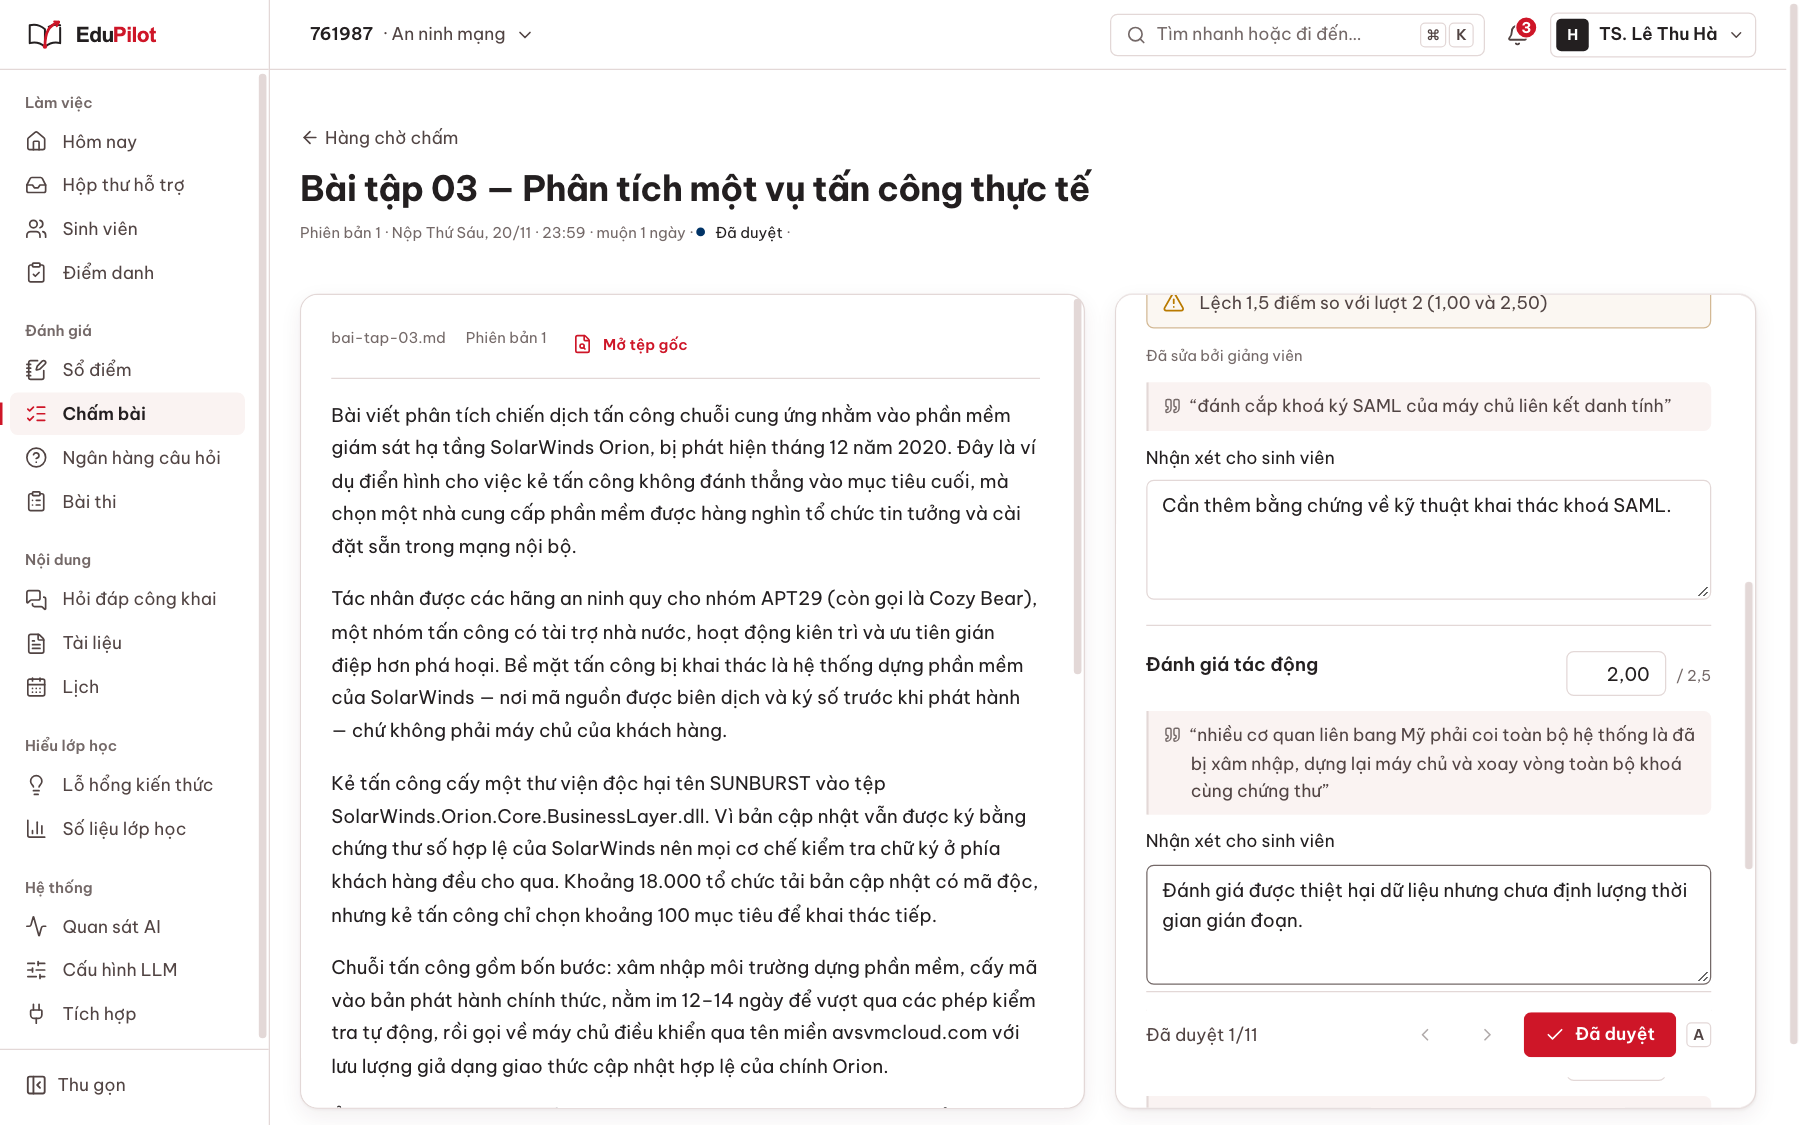 EduPilot
761987 · An ninh mạng
Tìm nhanh hoặc đi đến...
⌘ K
3
H
TS. Lê Thu Hà
Làm việc
Hôm nay
Hộp thư hỗ trợ
Sinh viên
Điểm danh
Đánh giá
Sổ điểm
Chấm bài
Ngân hàng câu hỏi
Bài thi
Nội dung
Hỏi đáp công khai
Tài liệu
Lịch
Hiểu lớp học
Lỗ hổng kiến thức
Số liệu lớp học
Hệ thống
Quan sát AI
Cấu hình LLM
Tích hợp
Thu gọn
Hàng chờ chấm
Bài tập 03 — Phân tích một vụ tấn công thực tế
Phiên bản 1 · Nộp Thứ Sáu, 20/11 · 23:59 · muộn 1 ngày · Đã duyệt ·
bai-tap-03.md Phiên bản 1 Mở tệp gốc
Bài viết phân tích chiến dịch tấn công chuỗi cung ứng nhằm vào phần mềm
giám sát hạ tầng SolarWinds Orion, bị phát hiện tháng 12 năm 2020. Đây là ví
dụ điển hình cho việc kẻ tấn công không đánh thẳng vào mục tiêu cuối, mà
chọn một nhà cung cấp phần mềm được hàng nghìn tổ chức tin tưởng và cài
đặt sẵn trong mạng nội bộ.
Tác nhân được các hãng an ninh quy cho nhóm APT29 (còn gọi là Cozy Bear),
một nhóm tấn công có tài trợ nhà nước, hoạt động kiên trì và ưu tiên gián
điệp hơn phá hoại. Bề mặt tấn công bị khai thác là hệ thống dựng phần mềm
của SolarWinds — nơi mã nguồn được biên dịch và ký số trước khi phát hành
— chứ không phải máy chủ của khách hàng.
Kẻ tấn công cấy một thư viện độc hại tên SUNBURST vào tệp
SolarWinds.Orion.Core.BusinessLayer.dll. Vì bản cập nhật vẫn được ký bằng
chứng thư số hợp lệ của SolarWinds nên mọi cơ chế kiểm tra chữ ký ở phía
khách hàng đều cho qua. Khoảng 18.000 tổ chức tải bản cập nhật có mã độc,
nhưng kẻ tấn công chỉ chọn khoảng 100 mục tiêu để khai thác tiếp.
Chuỗi tấn công gồm bốn bước: xâm nhập môi trường dựng phần mềm, cấy mã
vào bản phát hành chính thức, nằm im 12–14 ngày để vượt qua các phép kiểm
tra tự động, rồi gọi về máy chủ điều khiển qua tên miền avsvmcloud.com với
lưu lượng giả dạng giao thức cập nhật hợp lệ của chính Orion.
Lệch 1,5 điểm so với lượt 2 (1,00 và 2,50)
Đã sửa bởi giảng viên
“đánh cắp khoá ký SAML của máy chủ liên kết danh tính”
Nhận xét cho sinh viên
Cần thêm bằng chứng về kỹ thuật khai thác khoá SAML.
Đánh giá tác động
2,00 / 2,5
“nhiều cơ quan liên bang Mỹ phải coi toàn bộ hệ thống là đã
bị xâm nhập, dựng lại máy chủ và xoay vòng toàn bộ khoá
cùng chứng thư”
Nhận xét cho sinh viên
Đánh giá được thiệt hại dữ liệu nhưng chưa định lượng thời
gian gián đoạn.
Đã duyệt 1/11
Đã duyệt
A